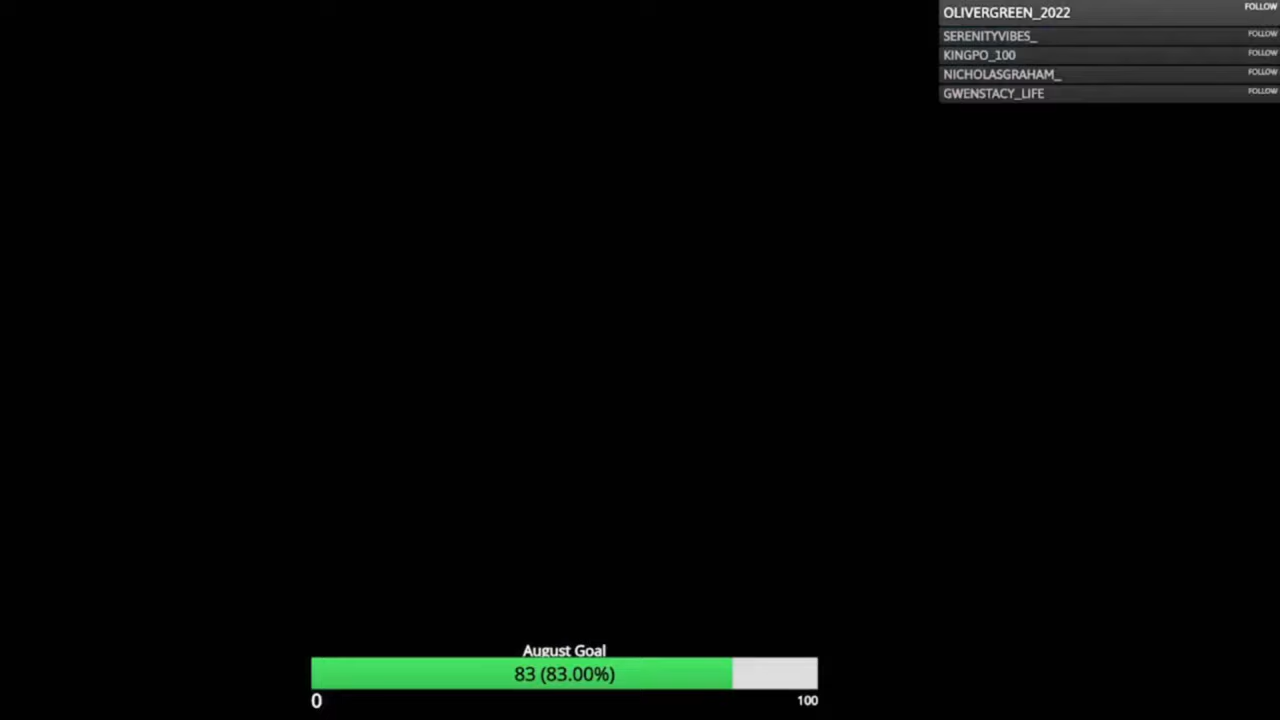 OLIVERGREEN_2022 FOLLOW
SERENITYVIBES_ FOLLOW
KINGPO_100 FOLLOW
NICHOLASGRAHAM_ FOLLOW
GWENSTACY_LIFE FOLLOW
August Goal
83 (83.00%)
0 100